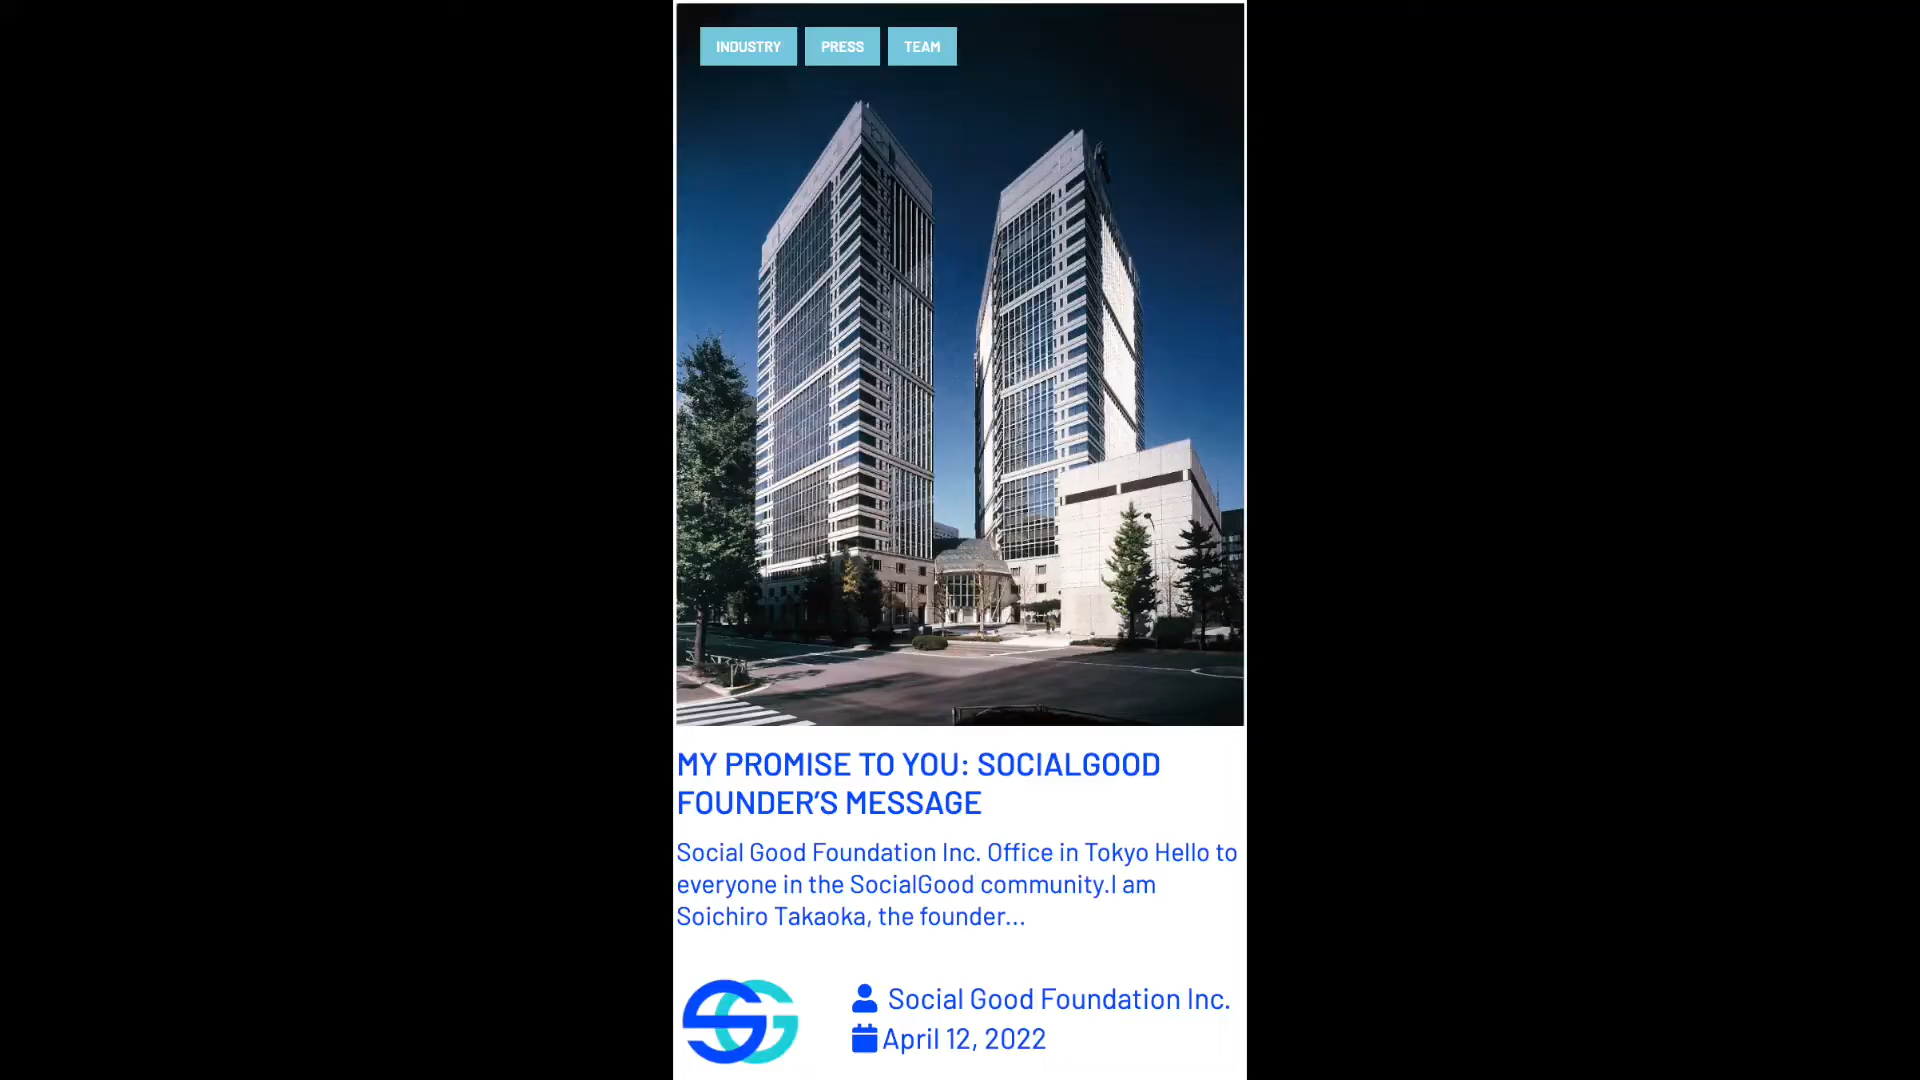 INDUSTRY PRESS TEAM
MY PROMISE TO YOU: SOCIALGOOD
FOUNDER’S MESSAGE
Social Good Foundation Inc. Office in Tokyo Hello to
everyone in the SocialGood community.I am
Soichiro Takaoka, the founder...
SG
Social Good Foundation Inc.
April 12, 2022